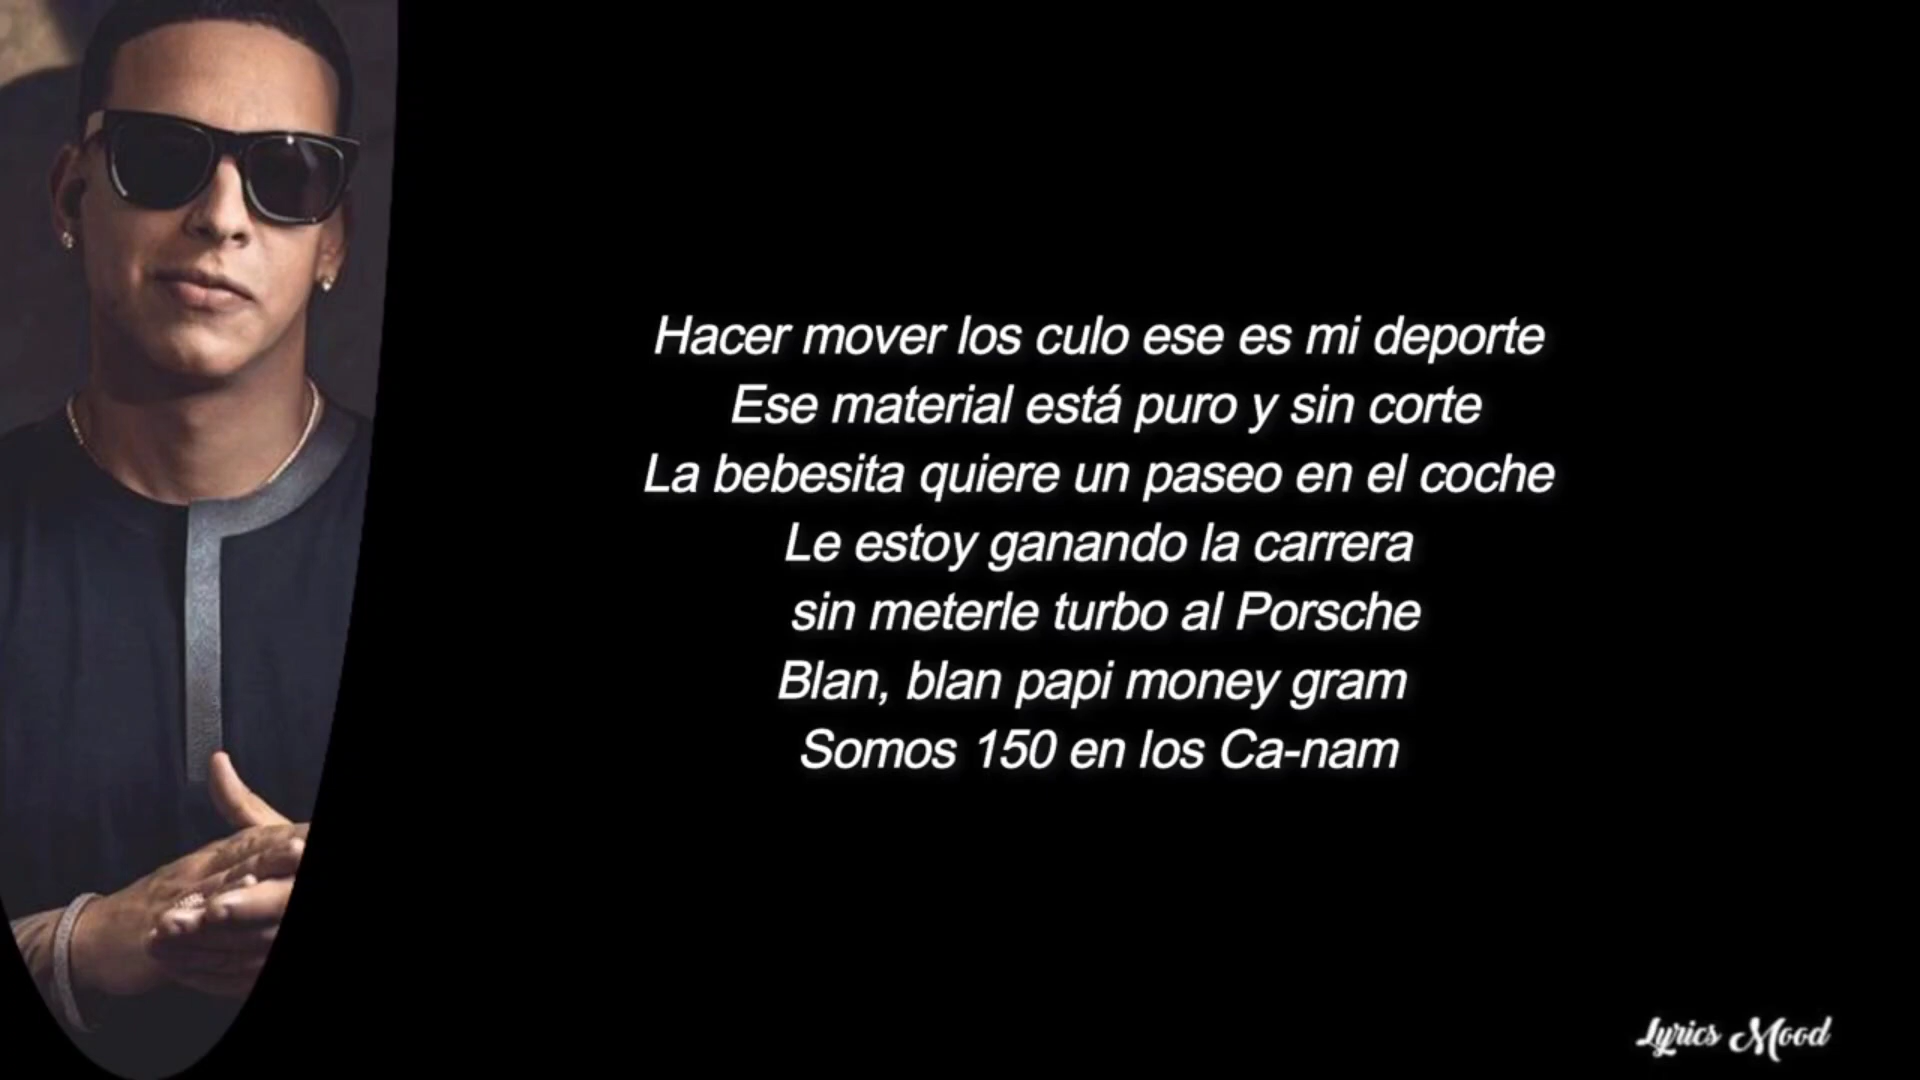 Hacer mover los culo ese es mi deporte
Ese material está puro y sin corte
La bebesita quiere un paseo en el coche
Le estoy ganando la carrera
sin meterle turbo al Porsche
Blan, blan papi money gram
Somos 150 en los Ca-nam
Lyrics Mood